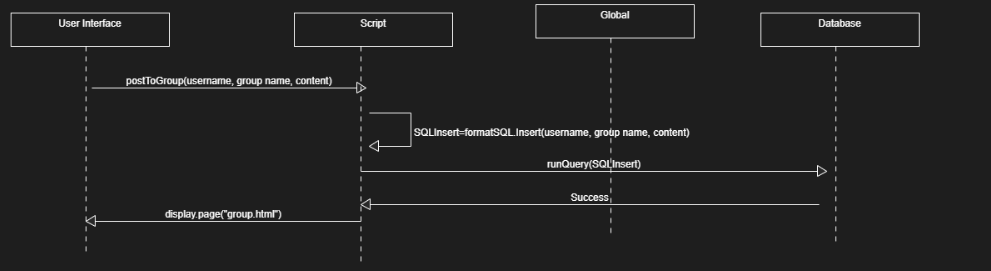 User Interface
Script
Global
Database
postToGroup(username, group name, content)
SQLInsert=formatSQL.Insert(username, group name, content)
runQuery(SQLInsert)
Success
display.page("group.html")